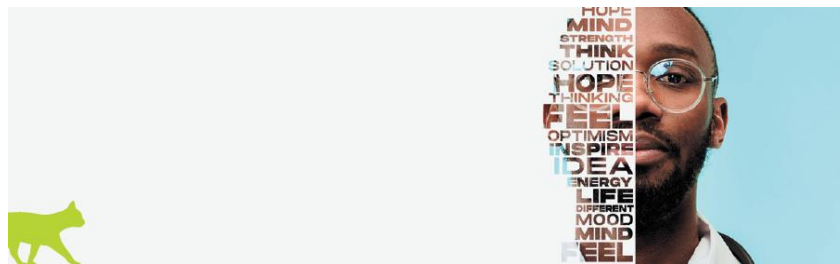 HOPE
MIND
STRENGTH
THINK
SOLUTION
HOPE
THINKING
FEEL
OPTIMISM
INSPIRE
IDEA
ENERGY
LIFE
DIFFERENT
MOOD
MIND
FEEL